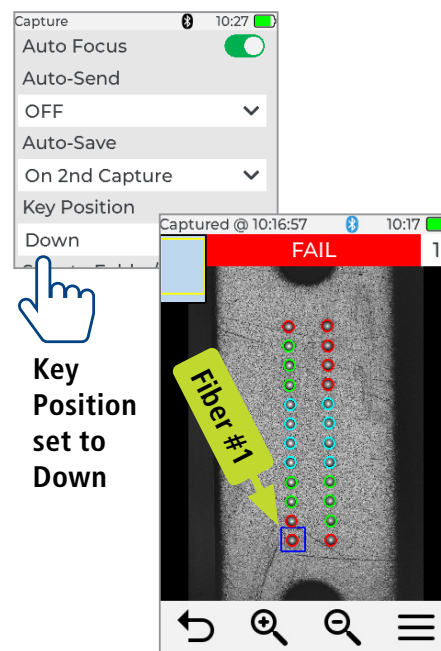 Capture 10:27
Auto Focus
Auto-Send
OFF
Auto-Save
On 2nd Capture
Key Position
Down
Key
Position
set to
Down
Captured @ 10:16:57 10:17
FAIL 1
Fiber #1